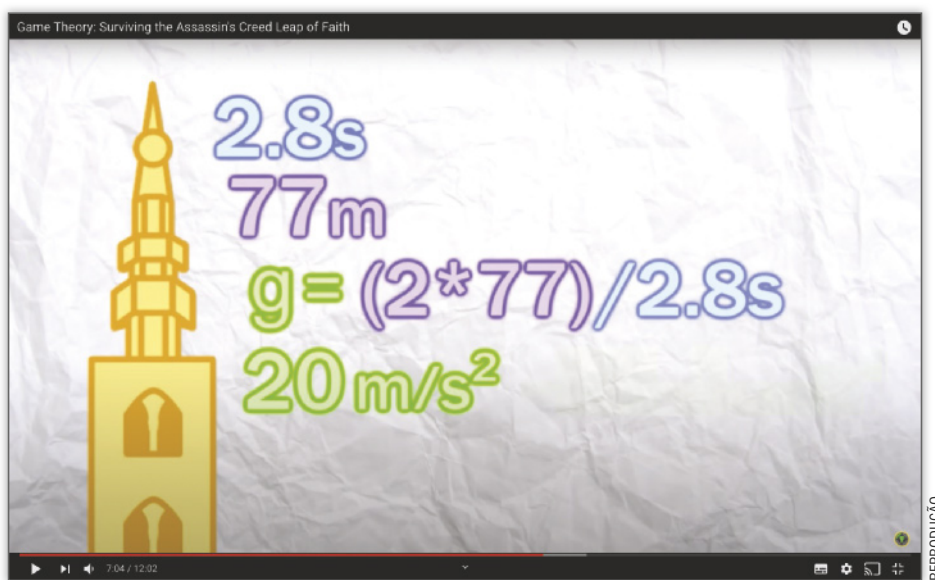 Game Theory: Surviving the Assassin's Creed Leap of Faith
2.8s
77m
g= (2*77)/2.8s
20 m/s²
7:04 / 12:02
REPRODUÇÃO